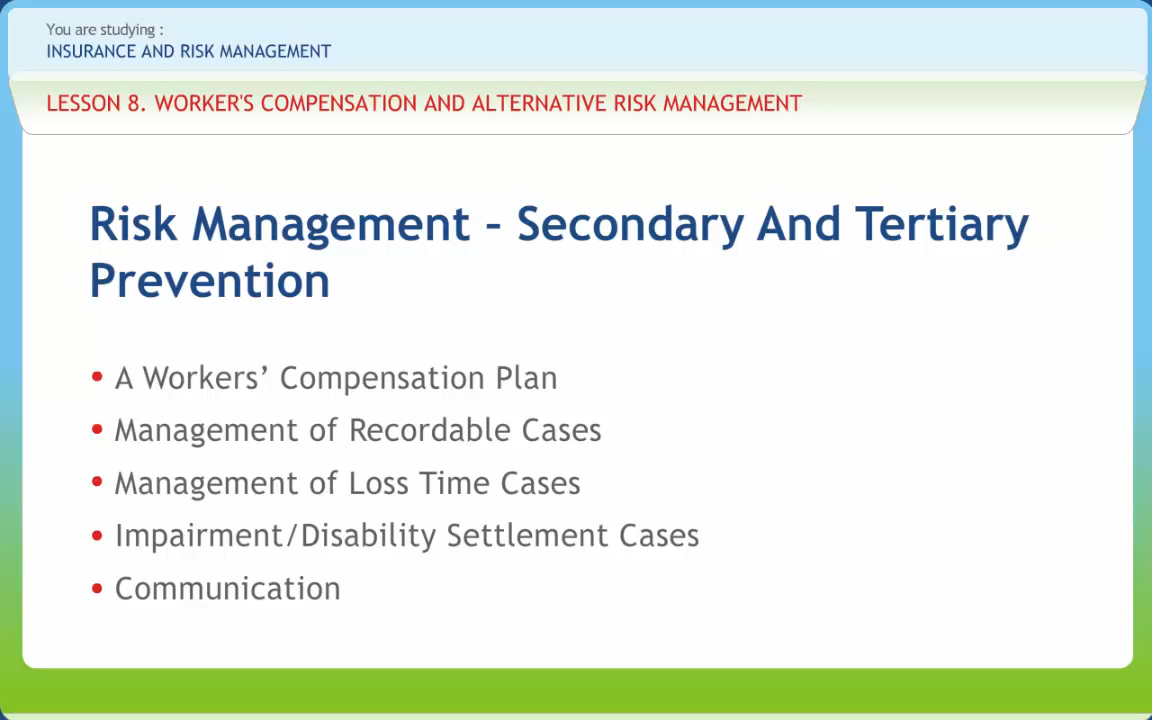 You are studying :
INSURANCE AND RISK MANAGEMENT
LESSON 8. WORKER'S COMPENSATION AND ALTERNATIVE RISK MANAGEMENT
Risk Management – Secondary And Tertiary
Prevention
• A Workers’ Compensation Plan
• Management of Recordable Cases
• Management of Loss Time Cases
• Impairment/Disability Settlement Cases
• Communication